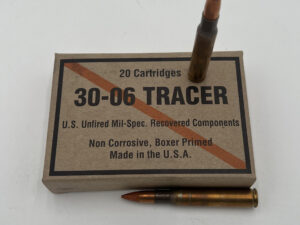 20 Cartridges
30-06 TRACER
U.S. Unfired Mil-Spec. Recovered Components
Non Corrosive, Boxer Primed
Made in the U.S.A.